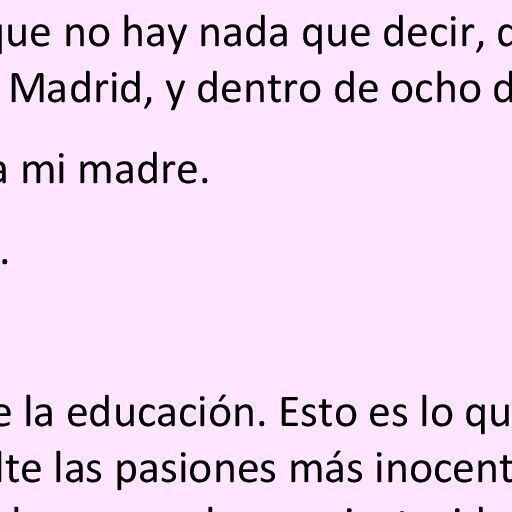 que no hay nada que decir,
Madrid, y dentro de ocho
a mi madre.
.
e la educación. Esto es lo qu
lte las pasiones más inocent